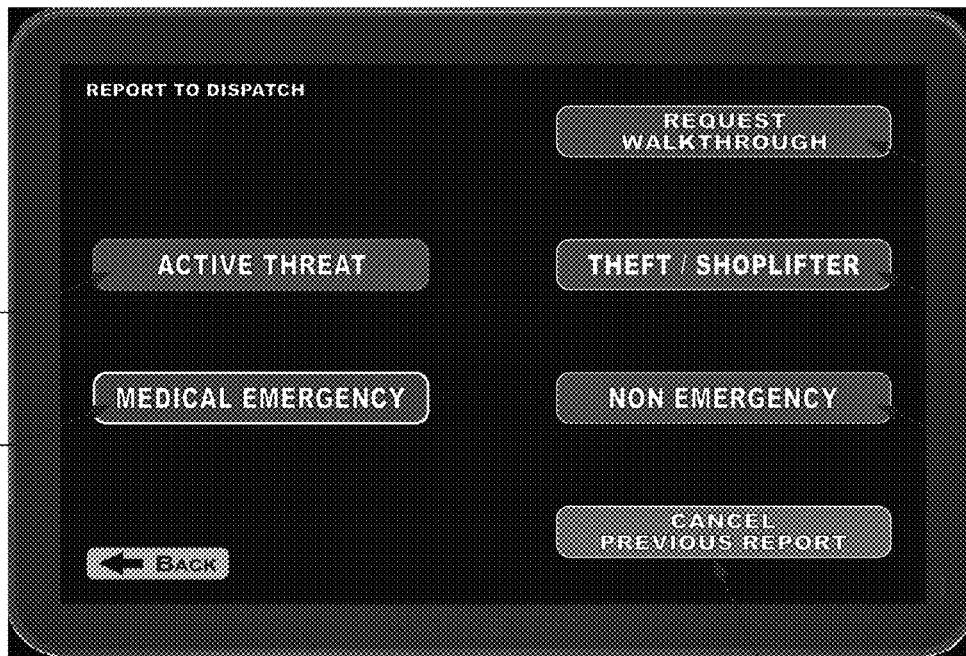 REPORT TO DISPATCH
REQUEST
WALKTHROUGH
ACTIVE THREAT
THEFT / SHOPLIFTER
MEDICAL EMERGENCY
NON EMERGENCY
CANCEL
PREVIOUS REPORT
BACK